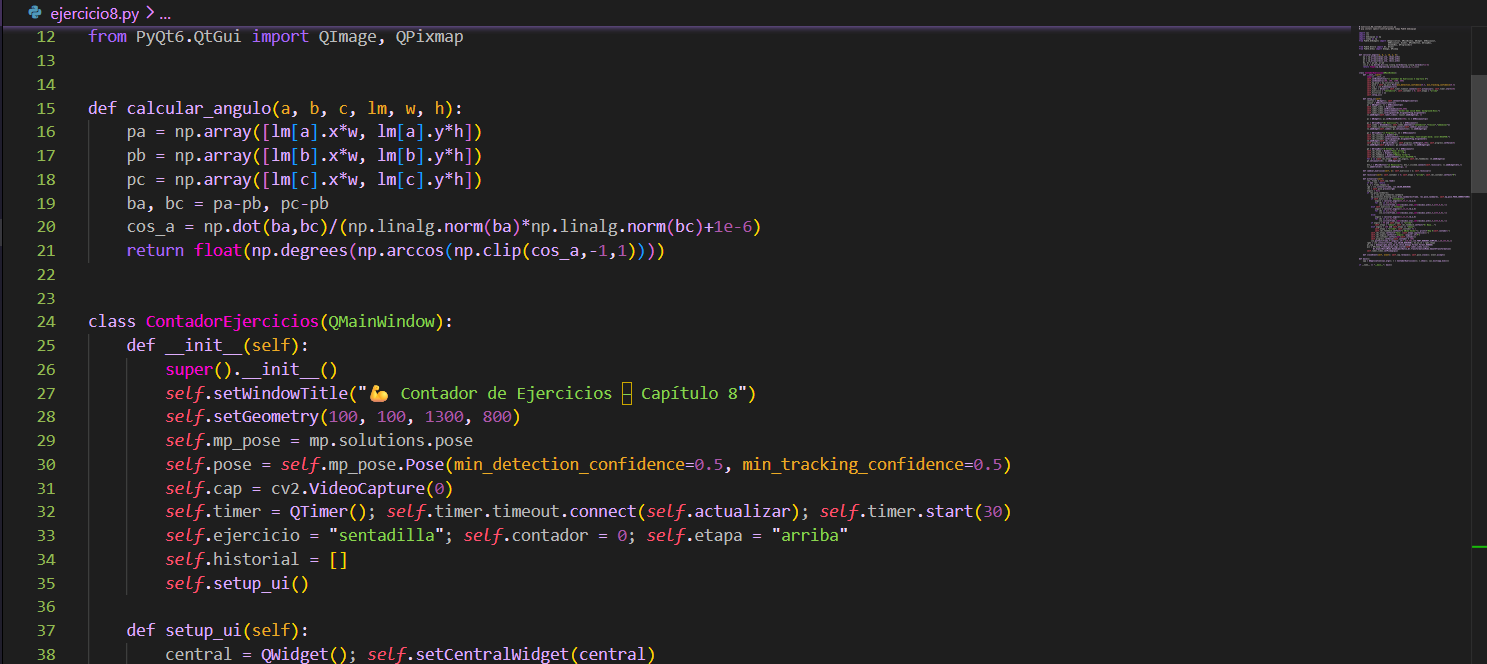 ejercicio8.py > ...
12 from PyQt6.QtGui import QImage, QPixmap
13
14
15 def calcular_angulo(a, b, c, lm, w, h):
16     pa = np.array([lm[a].x*w, lm[a].y*h])
17     pb = np.array([lm[b].x*w, lm[b].y*h])
18     pc = np.array([lm[c].x*w, lm[c].y*h])
19     ba, bc = pa-pb, pc-pb
20     cos_a = np.dot(ba,bc)/(np.linalg.norm(ba)*np.linalg.norm(bc)+1e-6)
21     return float(np.degrees(np.arccos(np.clip(cos_a,-1,1))))
22
23
24 class ContadorEjercicios(QMainWindow):
25     def __init__(self):
26         super().__init__()
27         self.setWindowTitle("💪 Contador de Ejercicios – Capítulo 8")
28         self.setGeometry(100, 100, 1300, 800)
29         self.mp_pose = mp.solutions.pose
30         self.pose = self.mp_pose.Pose(min_detection_confidence=0.5, min_tracking_confidence=0.5)
31         self.cap = cv2.VideoCapture(0)
32         self.timer = QTimer(); self.timer.timeout.connect(self.actualizar); self.timer.start(30)
33         self.ejercicio = "sentadilla"; self.contador = 0; self.etapa = "arriba"
34         self.historial = []
35         self.setup_ui()
36
37     def setup_ui(self):
38         central = QWidget(); self.setCentralWidget(central)